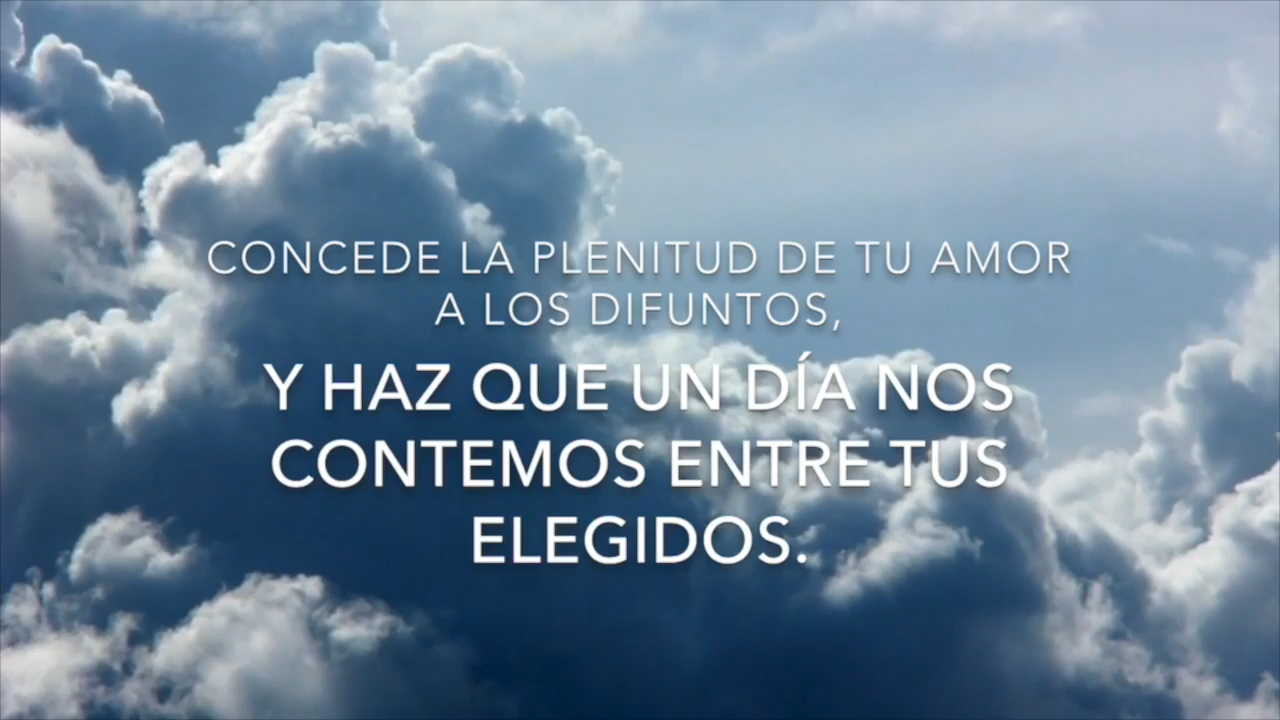 CONCEDE LA PLENITUD DE TU AMOR
A LOS DIFUNTOS,
Y HAZ QUE UN DÍA NOS
CONTEMOS ENTRE TUS
ELEGIDOS.